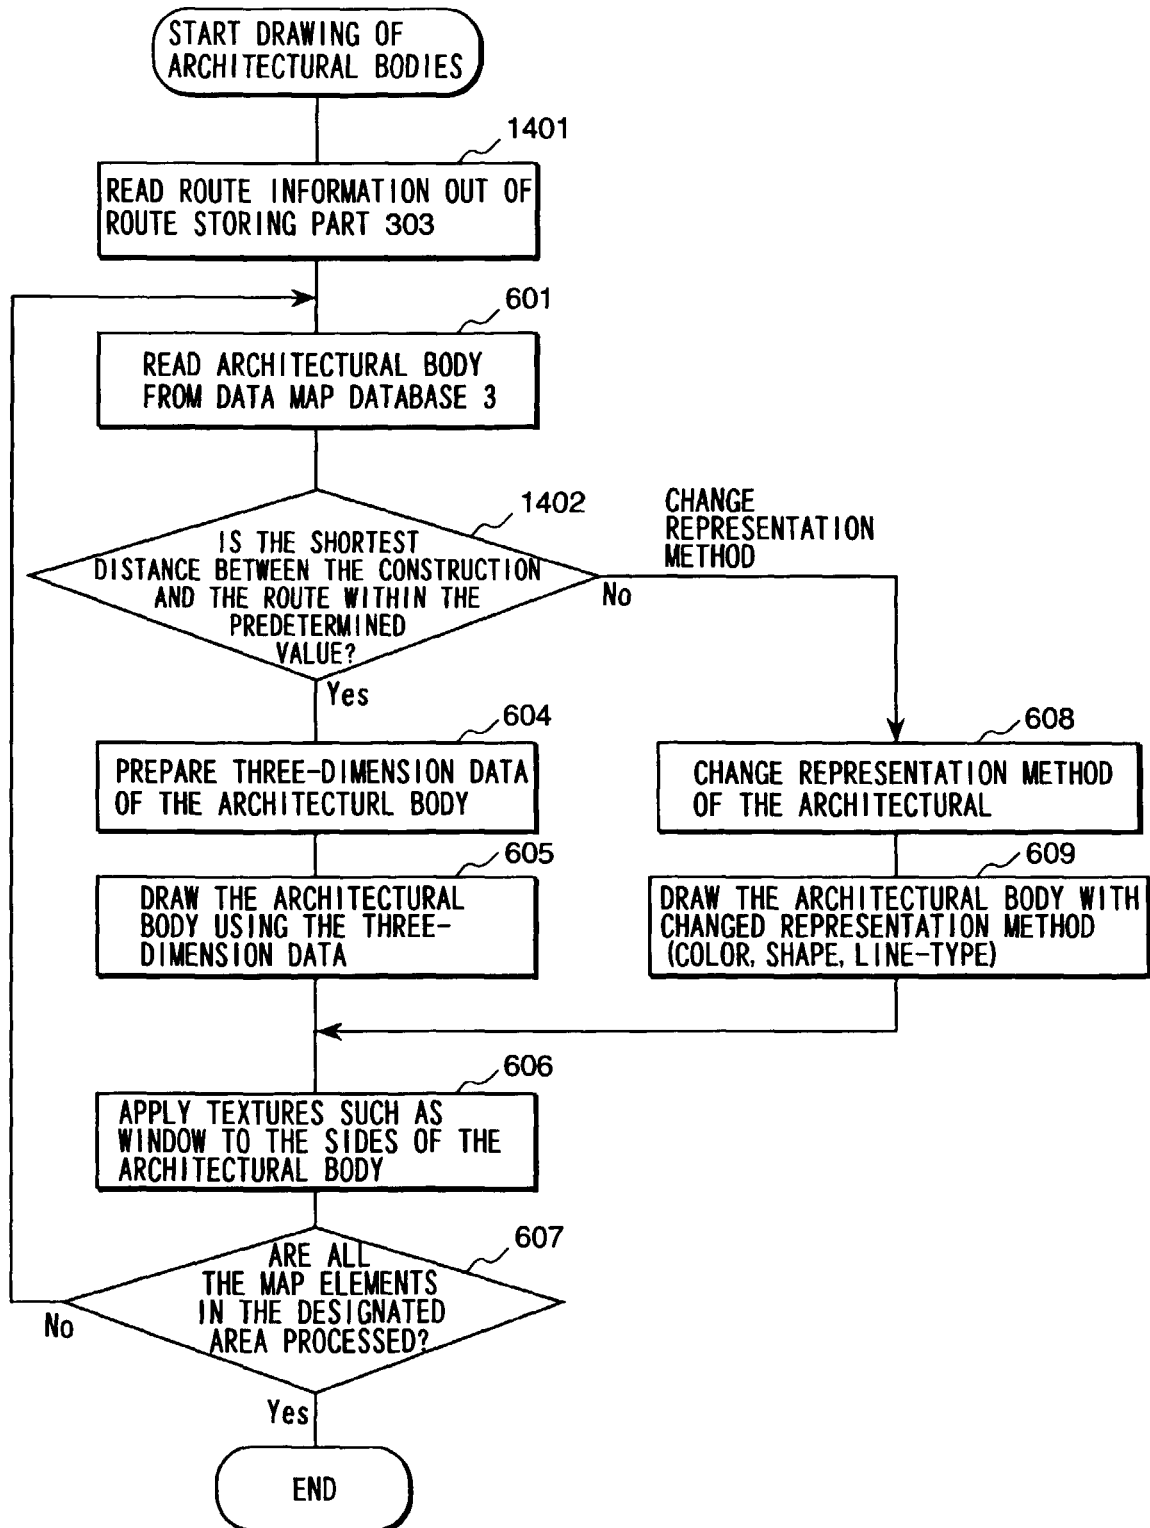 START DRAWING OF
ARCHITECTURAL BODIES
1401
READ ROUTE INFORMATION OUT OF
ROUTE STORING PART 303
601
READ ARCHITECTURAL BODY
FROM DATA MAP DATABASE 3
1402
IS THE SHORTEST
DISTANCE BETWEEN THE CONSTRUCTION
AND THE ROUTE WITHIN THE
PREDETERMINED
VALUE?
CHANGE
REPRESENTATION
METHOD
No
Yes
604
PREPARE THREE-DIMENSION DATA
OF THE ARCHITECTURL BODY
608
CHANGE REPRESENTATION METHOD
OF THE ARCHITECTURAL
605
DRAW THE ARCHITECTURAL
BODY USING THE THREE-
DIMENSION DATA
609
DRAW THE ARCHITECTURAL BODY WITH
CHANGED REPRESENTATION METHOD
(COLOR, SHAPE, LINE-TYPE)
606
APPLY TEXTURES SUCH AS
WINDOW TO THE SIDES OF THE
ARCHITECTURAL BODY
607
ARE ALL
THE MAP ELEMENTS
IN THE DESIGNATED
AREA PROCESSED?
No
Yes
END